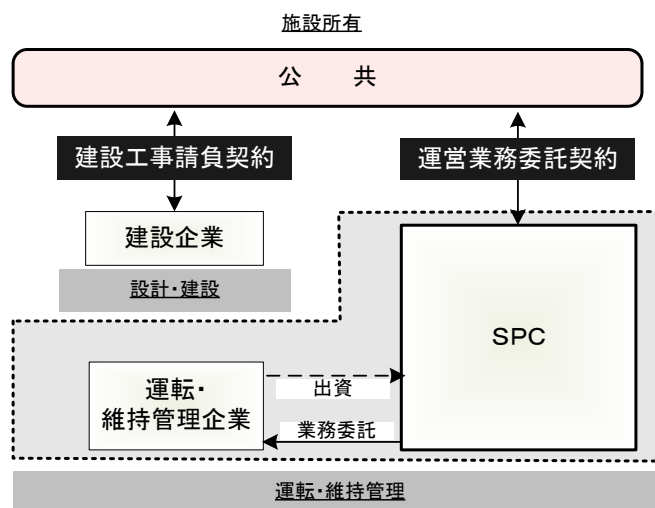 施設所有
公　　共
建設工事請負契約
運営業務委託契約
建設企業
設計・建設
SPC
運転・
維持管理企業
出資
業務委託
運転・維持管理